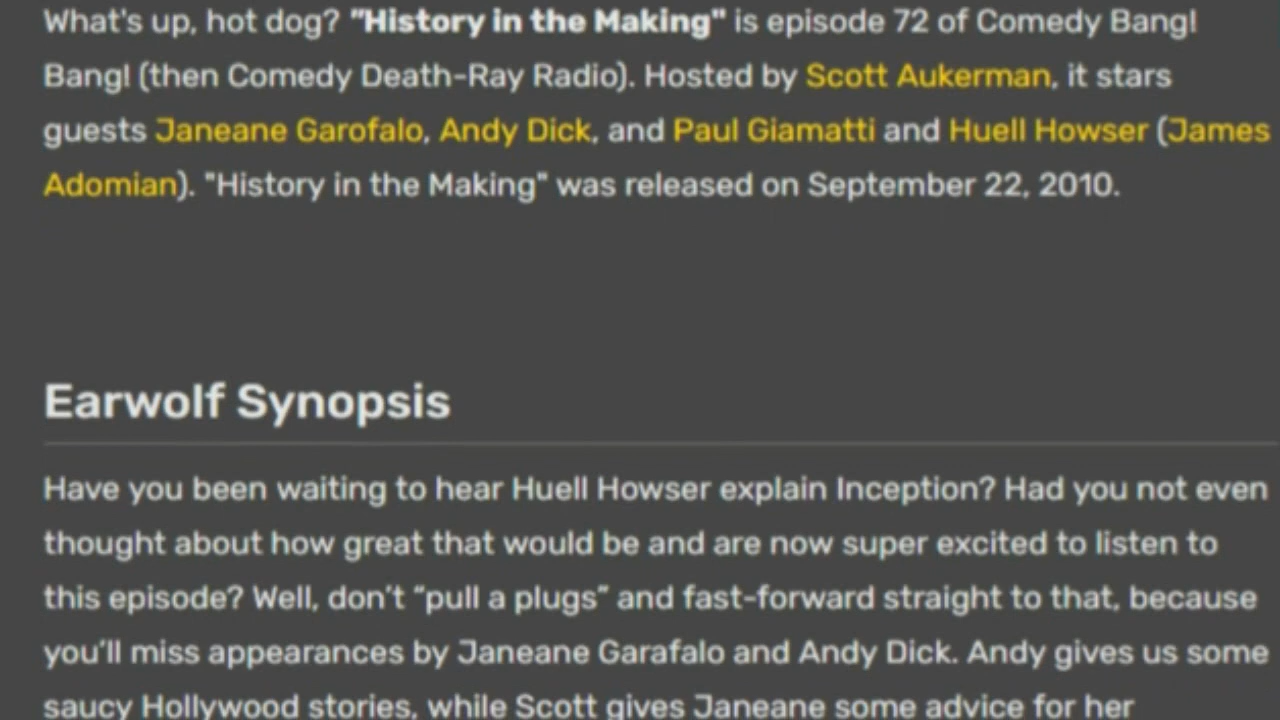 What's up, hot dog? "History in the Making" is episode 72 of Comedy Bang!
Bang! (then Comedy Death-Ray Radio). Hosted by Scott Aukerman, it stars
guests Janeane Garofalo, Andy Dick, and Paul Giamatti and Huell Howser (James
Adomian). "History in the Making" was released on September 22, 2010.
Earwolf Synopsis
Have you been waiting to hear Huell Howser explain Inception? Had you not even
thought about how great that would be and are now super excited to listen to
this episode? Well, don’t “pull a plugs” and fast-forward straight to that, because
you’ll miss appearances by Janeane Garafalo and Andy Dick. Andy gives us some
saucy Hollywood stories, while Scott gives Janeane some advice for her